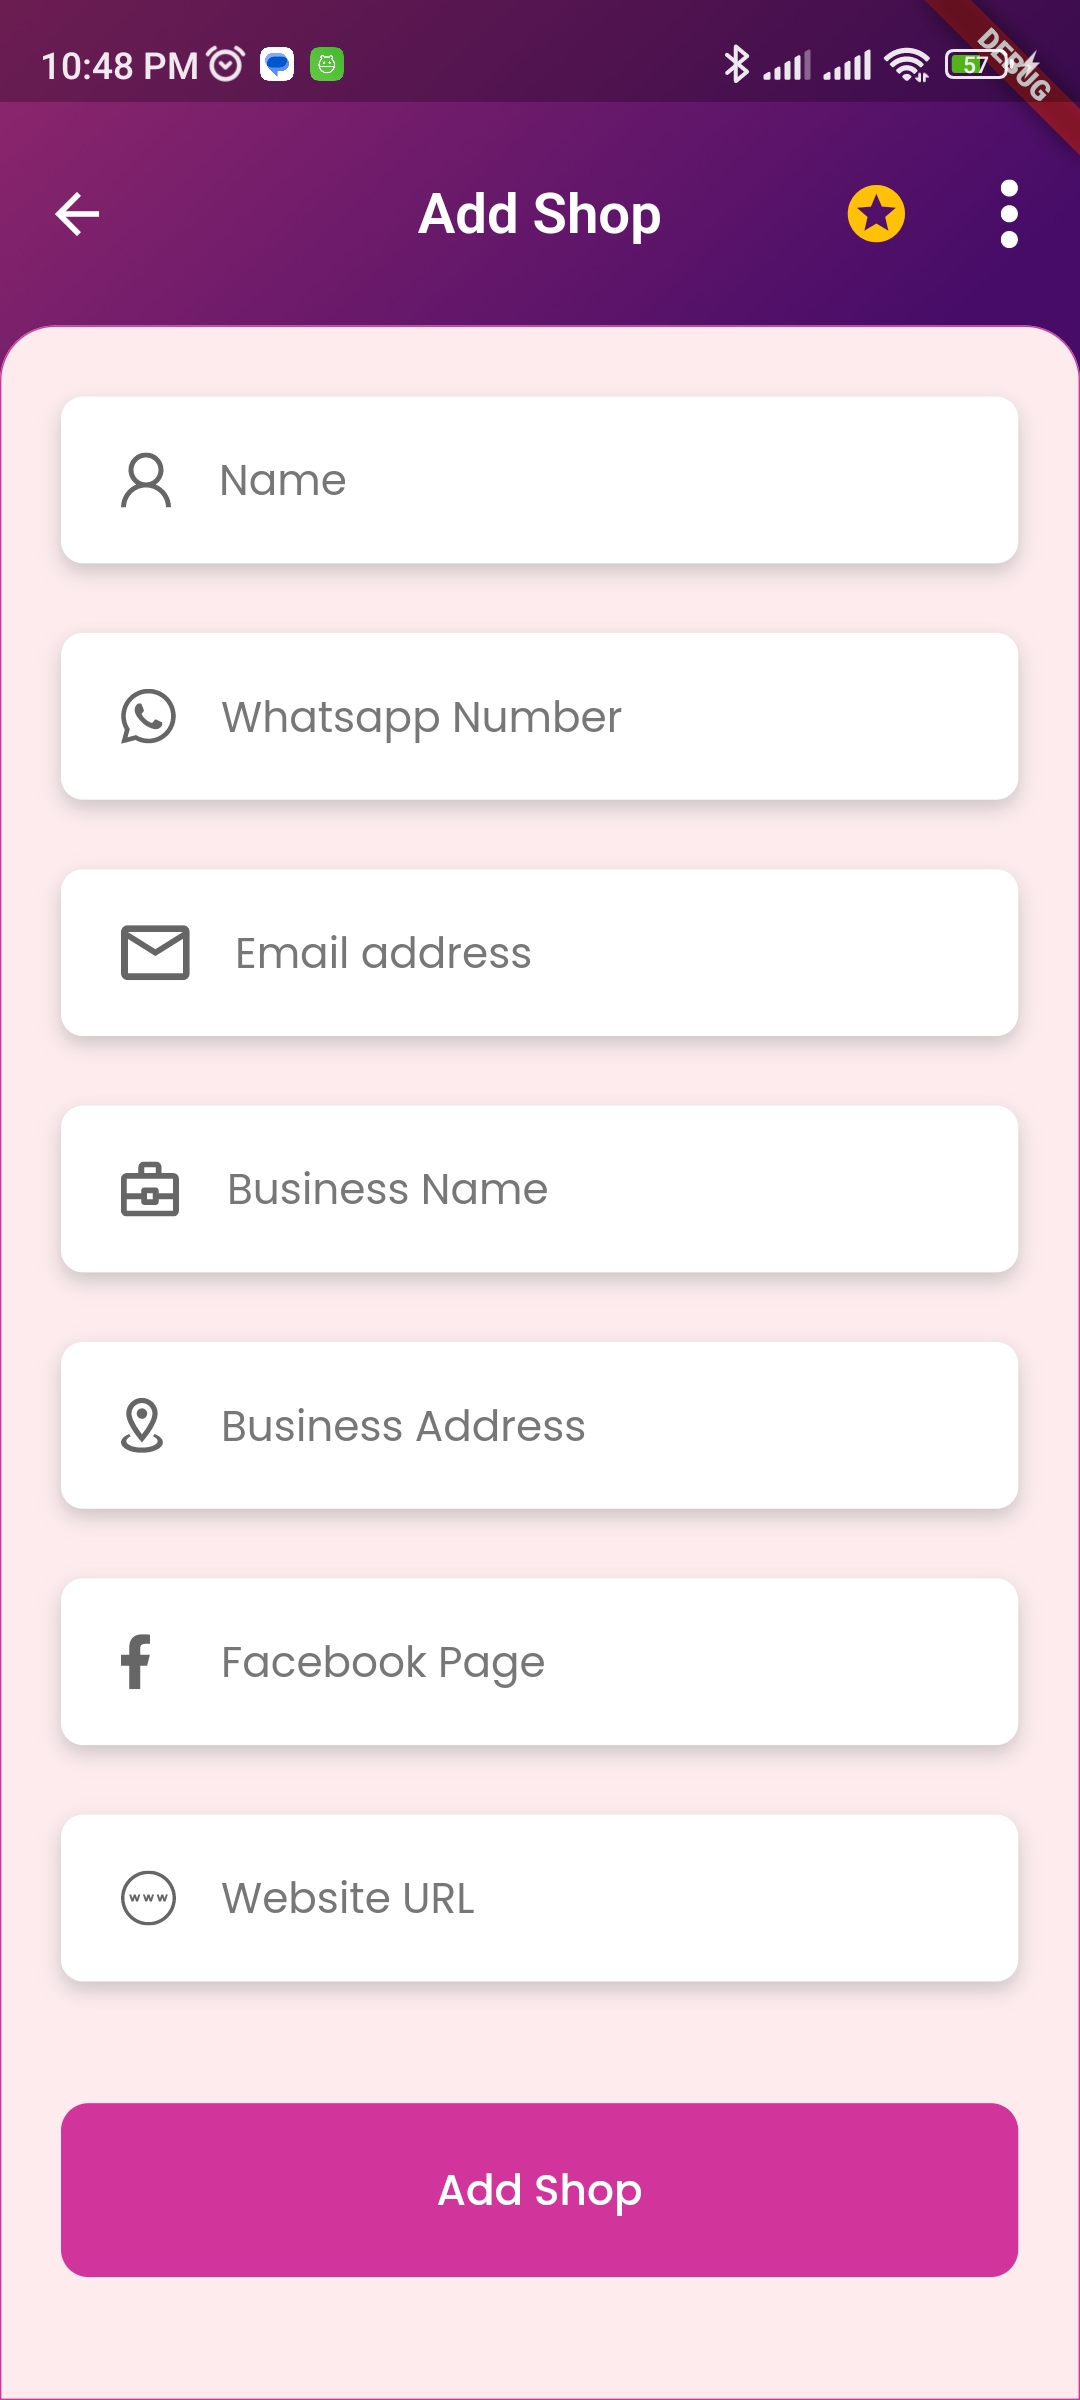 10:48 PM
57
DEBUG
Add Shop
Name
Whatsapp Number
Email address
Business Name
Business Address
Facebook Page
www
Website URL
Add Shop